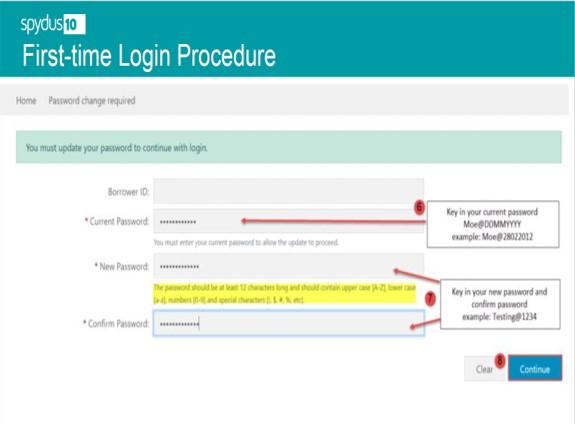 spydus10
First-time Login Procedure
Home Password change required
You must update your password to continue with login.
Borrower ID:
6
* Current Password: ••••••••••••
Key in your current password
Moe@DDMMYYYY
example: Moe@28022012
You must enter your current password to allow the update to proceed.
* New Password: •••••••••••••
The password should be at least 12 characters long and should contain upper case [A-Z], lower case
[a-z], numbers [0-9] and special characters [!, $, #, %, etc].
7
Key in your new password and
confirm password
example: Testing@1234
* Confirm Password: •••••••••••••
8
Clear Continue